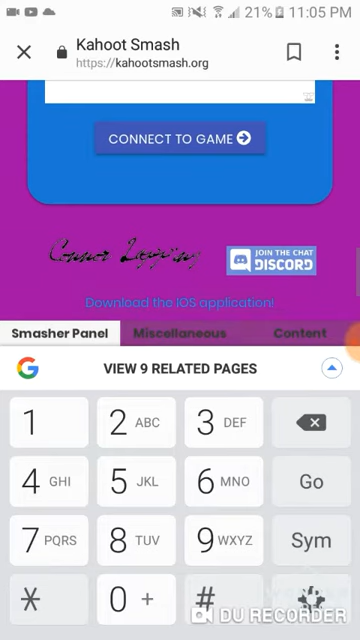 21% 11:05 PM
Kahoot Smash
https://kahootsmash.org
CONNECT TO GAME
JOIN THE CHAT
DISCORD
Download the IOS application!
Smasher Panel Miscellaneous Content
VIEW 9 RELATED PAGES
1 2 ABC 3 DEF
4 GHI 5 JKL 6 MNO Go
7 PQRS 8 TUV 9 WXYZ Sym
* 0 + #
DU RECORDER